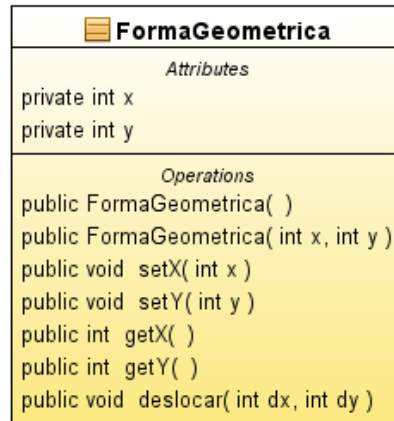 FormaGeometrica
Attributes
private int x
private int y
Operations
public FormaGeometrica( )
public FormaGeometrica( int x, int y )
public void setX( int x )
public void setY( int y )
public int getX( )
public int getY( )
public void deslocar( int dx, int dy )